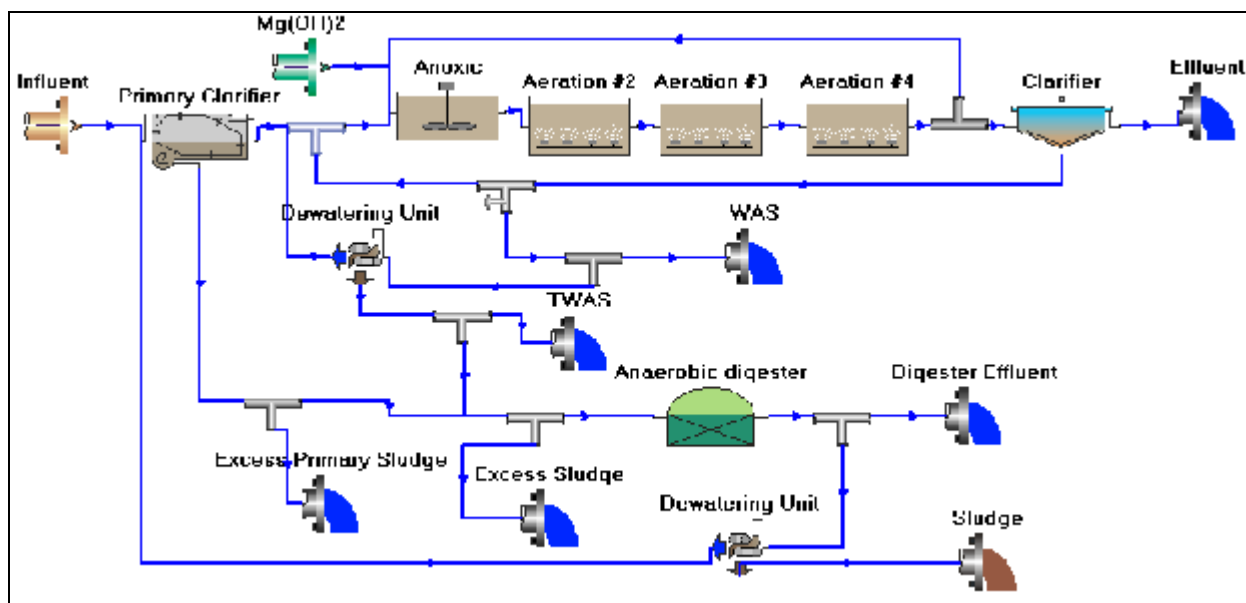 Mg(OH)2
Influent
Primary Clarifier
Anoxic
Aeration #2
Aeration #3
Aeration #4
Clarifier
Effluent
Dewatering Unit
WAS
TWAS
Anaerobic digester
Digester Effluent
Excess Primary Sludge
Excess Sludge
Dewatering Unit
Sludge